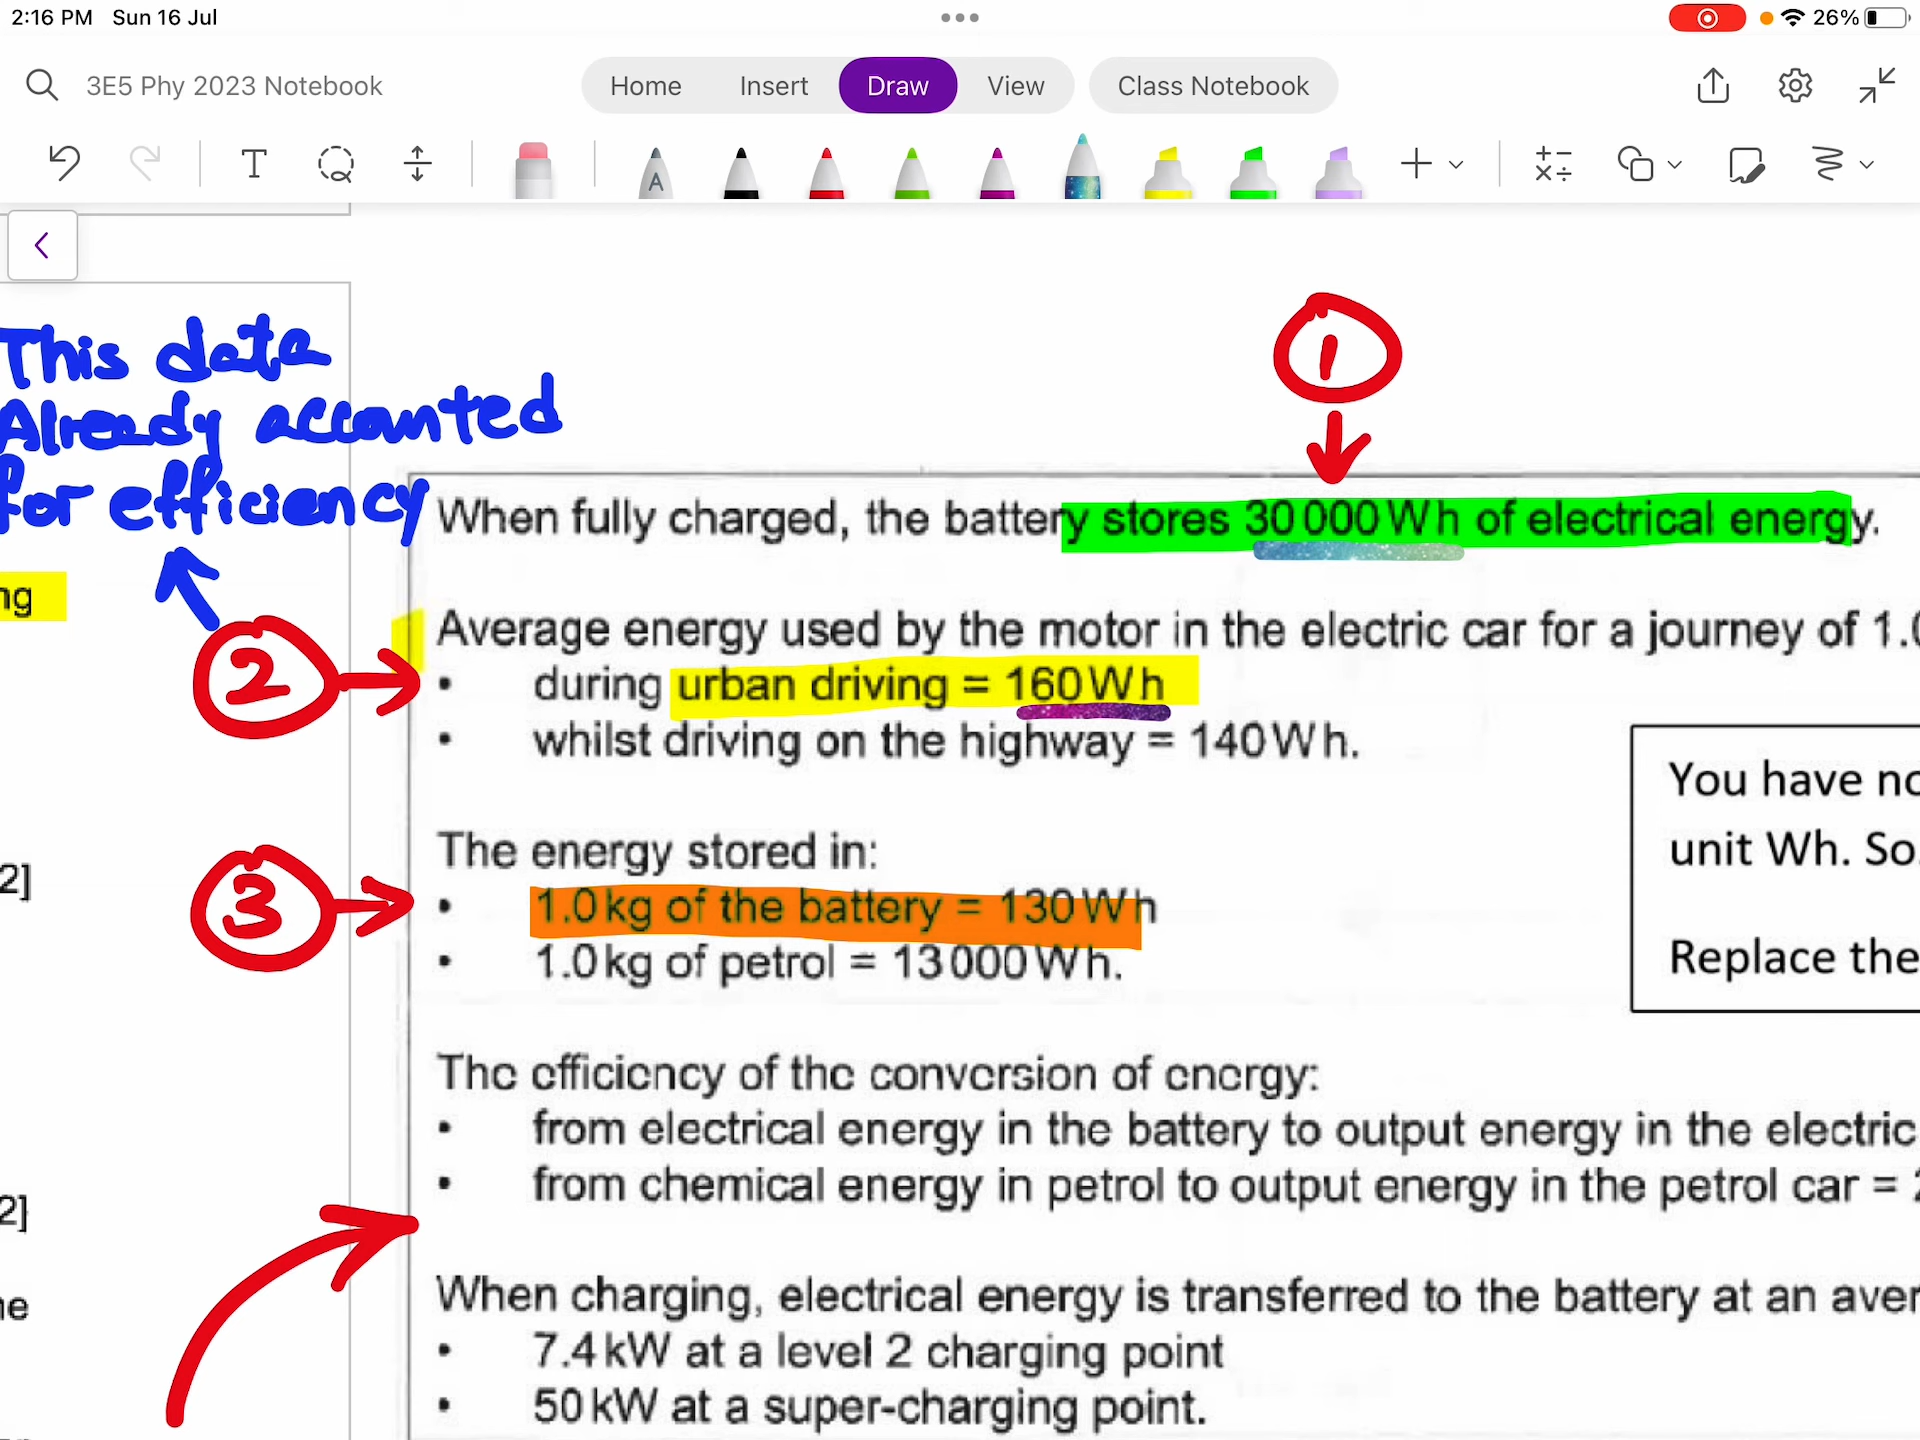 2:16 PM Sun 16 Jul
26%
3E5 Phy 2023 Notebook
Home Insert Draw View Class Notebook
T
A
This data
Already accounted
for efficiency
1
When fully charged, the battery stores 30 000 Wh of electrical energy.
ng
2
Average energy used by the motor in the electric car for a journey of 1.0
• during urban driving = 160 Wh
• whilst driving on the highway = 140 Wh.
You have no
unit Wh. So
Replace the
3
The energy stored in:
• 1.0 kg of the battery = 130 Wh
• 1.0 kg of petrol = 13 000 Wh.
2]
The efficiency of the conversion of energy:
• from electrical energy in the battery to output energy in the electric
• from chemical energy in petrol to output energy in the petrol car = 2
2]
When charging, electrical energy is transferred to the battery at an aver
• 7.4 kW at a level 2 charging point
• 50 kW at a super-charging point.